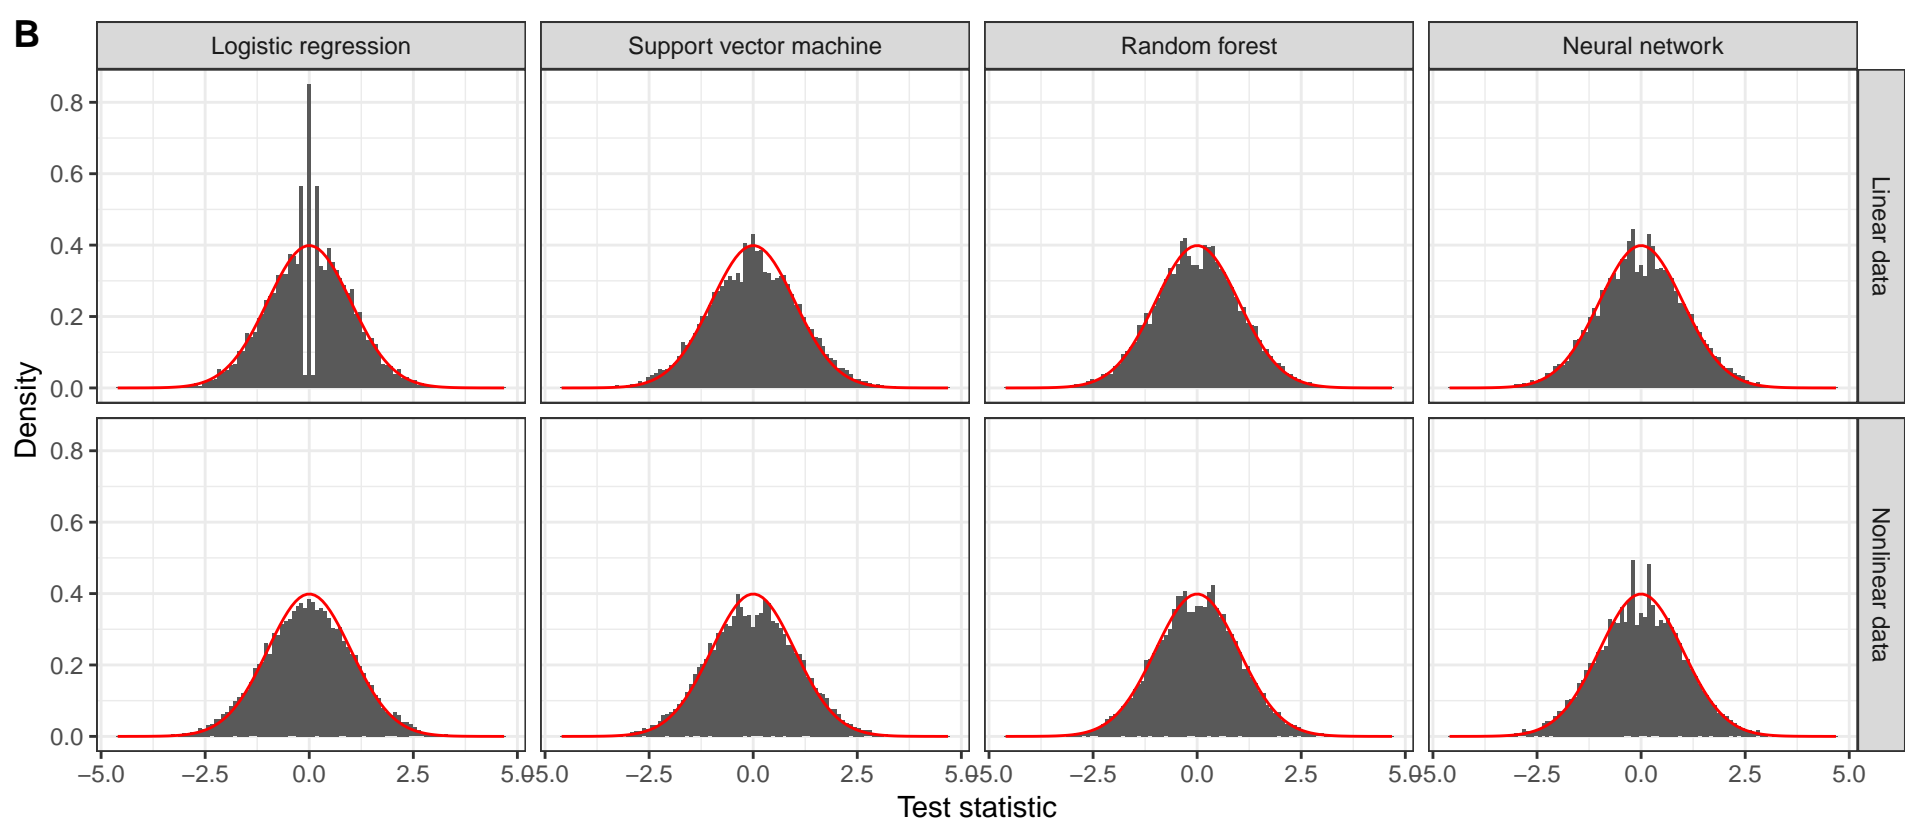 B
Logistic regression
Support vector machine
Random forest
Neural network
0.8
0.6
0.4
0.2
0.0
Linear data
Density
0.8
0.6
0.4
0.2
0.0
Nonlinear data
−5.0 −2.5 0.0 2.5 5.0
−5.0 −2.5 0.0 2.5 5.0
−5.0 −2.5 0.0 2.5 5.0
−5.0 −2.5 0.0 2.5 5.0
Test statistic